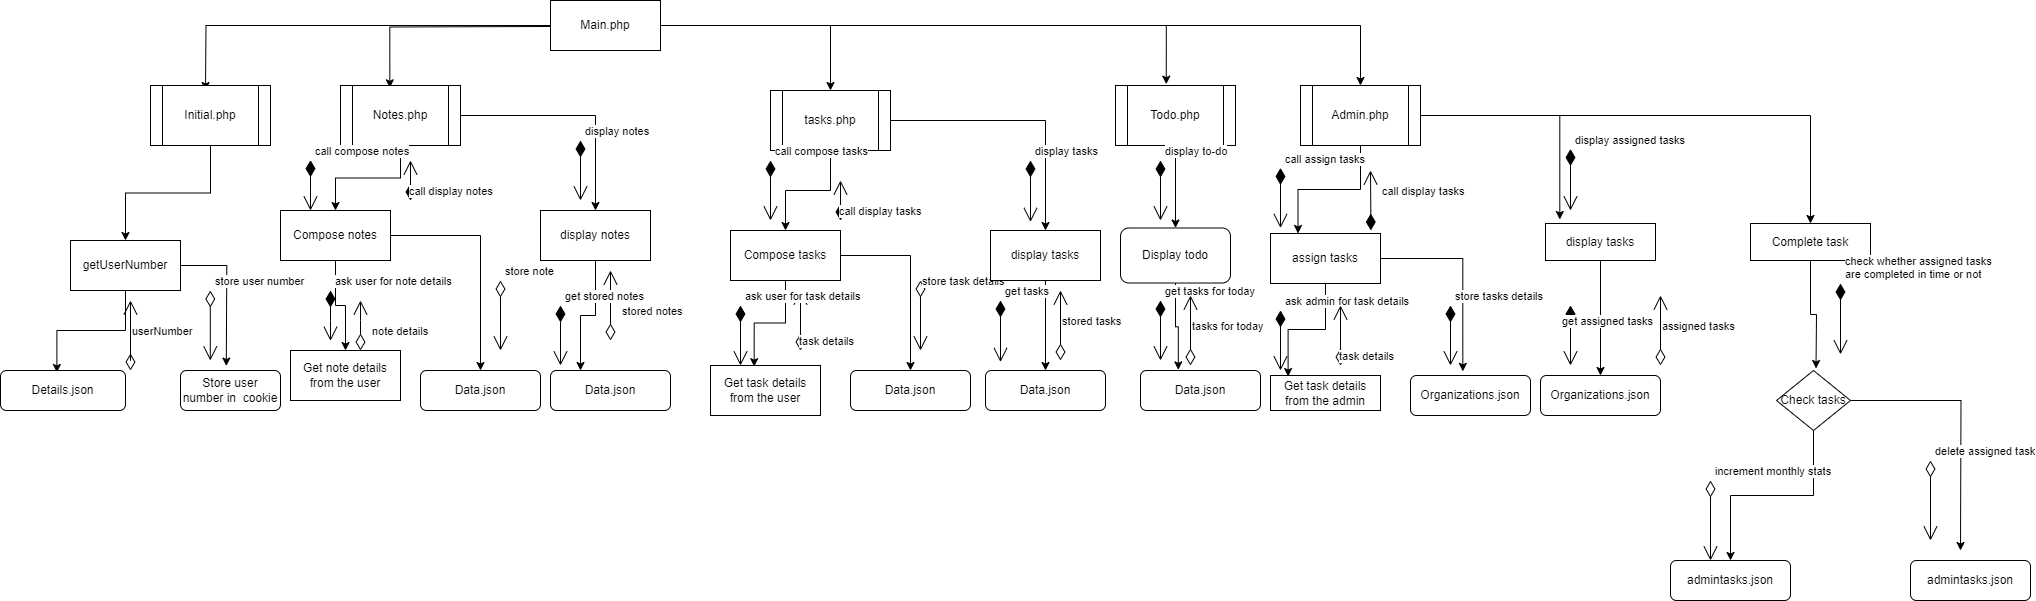 Main.php
Initial.php
Notes.php
tasks.php
Todo.php
Admin.php
display notes
display assigned tasks
call compose notes
call compose tasks
display tasks
display to-do
call assign tasks
call display notes
call display tasks
call display tasks
Compose notes
display notes
Compose tasks
display tasks
Display todo
assign tasks
display tasks
Complete task
getUserNumber
check whether assigned tasks
are completed in time or not
store user number
ask user for note details
store note
get stored notes
stored notes
ask user for task details
store task details
get tasks
get tasks for today
ask admin for task details
store tasks details
userNumber
note details
task details
stored tasks
tasks for today
task details
get assigned tasks
assigned tasks
Details.json
Store user
number in cookie
Get note details
from the user
Data.json
Data.json
Get task details
from the user
Data.json
Data.json
Data.json
Get task details
from the admin
Organizations.json
Organizations.json
Check tasks
increment monthly stats
delete assigned task
admintasks.json
admintasks.json